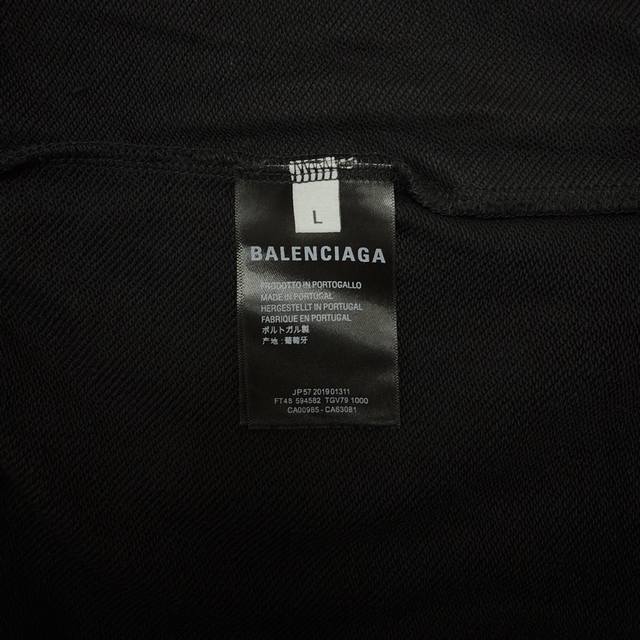 L
BALENCIAGA
PRODOTTO IN PORTOGALLO
MADE IN PORTUGAL
HERGESTELLT IN PORTUGAL
FABRIQUE EN PORTUGAL
ポルトガル製
产地:葡萄牙
JP57 201901311
FT48 594582 TGV79 1000
CA00985-CA63081